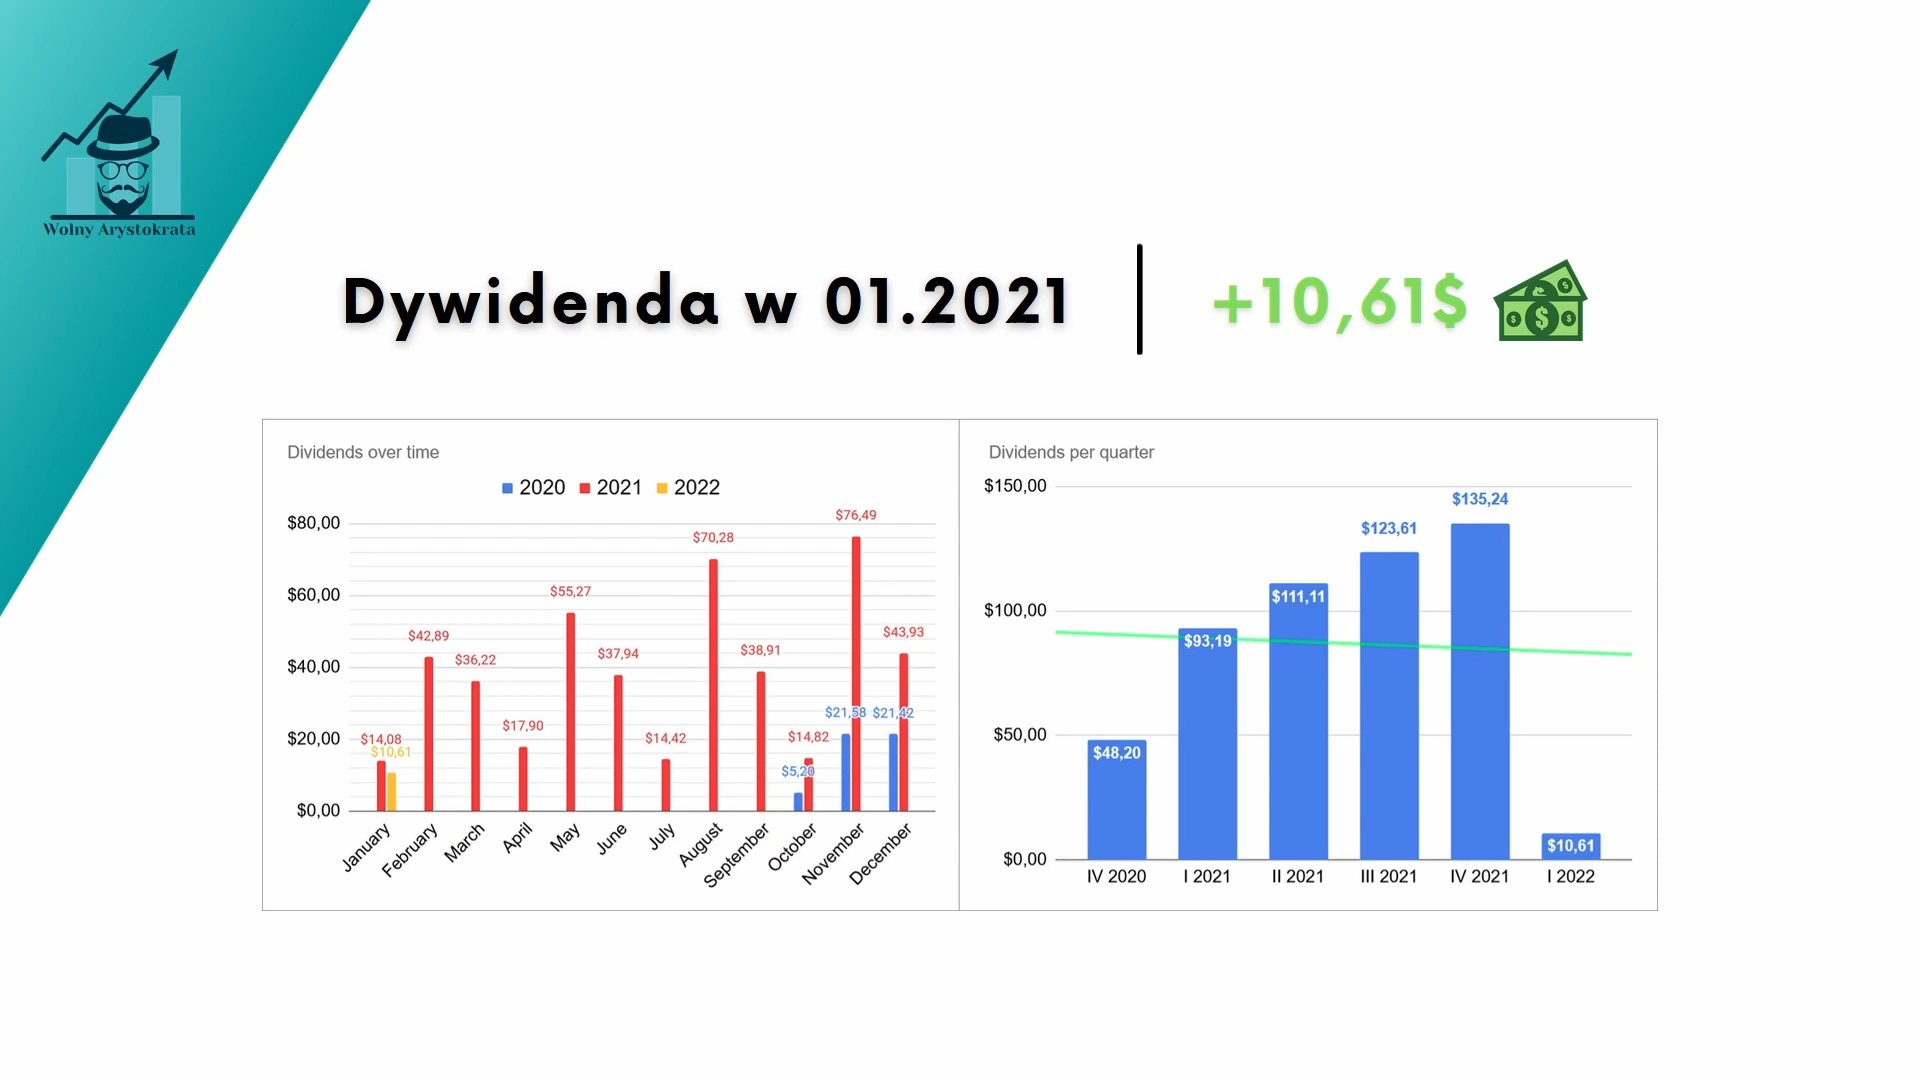 Wolny Arystokrata
Dywidenda w 01.2021
+10,61$
Dividends over time
2020 2021 2022
$80,00
$60,00
$40,00
$20,00
$0,00
$14,08
$10,61
$42,89
$36,22
$17,90
$55,27
$37,94
$14,42
$70,28
$38,91
$5,20
$14,82
$21,58
$76,49
$21,42
$43,93
January
February
March
April
May
June
July
August
September
October
November
December
Dividends per quarter
$150,00
$100,00
$50,00
$0,00
$48,20
$93,19
$111,11
$123,61
$135,24
$10,61
IV 2020
I 2021
II 2021
III 2021
IV 2021
I 2022